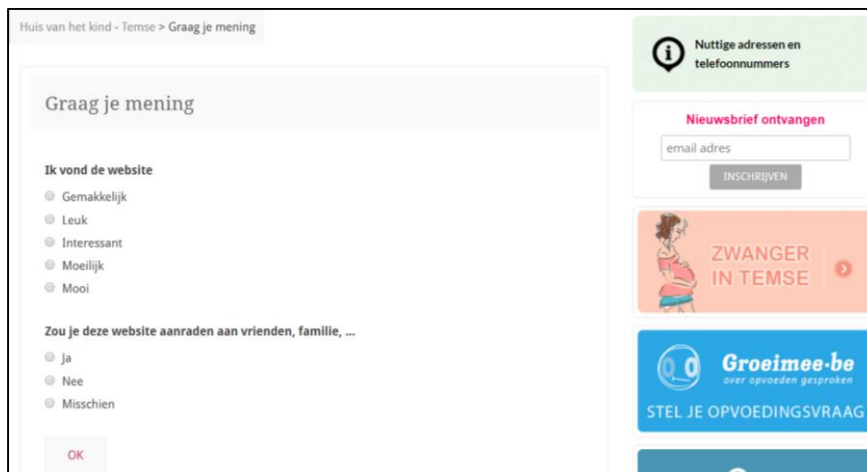 Huis van het kind - Temse > Graag je mening
Graag je mening
Ik vond de website
Gemakkelijk
Leuk
Interessant
Moeilijk
Mooi
Zou je deze website aanraden aan vrienden, familie, ...
Ja
Nee
Misschien
OK
Nuttige adressen en
telefoonnummers
Nieuwsbrief ontvangen
email adres
INSCHRIJVEN
ZWANGER
IN TEMSE
Groeimee.be
over opvoeden gesproken
STEL JE OPVOEDINGSVRAAG